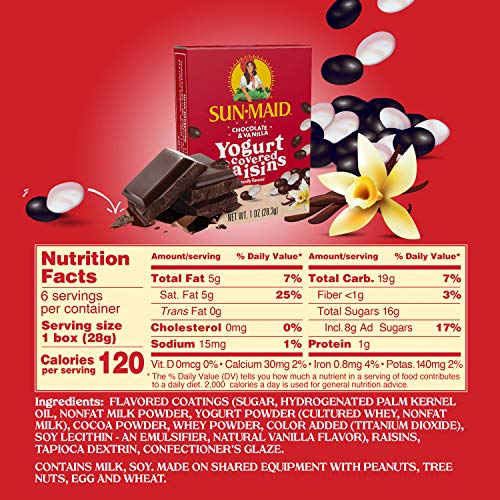 SUN-MAID
CHOCOLATE
& VANILLA
Yogurt
covered
Raisins
NET WT. 1 OZ (28.3g)
Nutrition
Facts
6 servings
per container
Serving size
1 box (28g)
Calories
per serving 120
Amount/serving % Daily Value*
Total Fat 5g 7%
Sat. Fat 5g 25%
Trans Fat 0g
Cholesterol 0mg 0%
Sodium 15mg 1%
Amount/serving % Daily Value*
Total Carb. 19g 7%
Fiber <1g 3%
Total Sugars 16g
Incl. 8g Ad Sugars 17%
Protein 1g
Vit. D 0mcg 0% • Calcium 30mg 2% • Iron 0.8mg 4% • Potas. 140mg 2%
* The % Daily Value (DV) tells you how much a nutrient in a serving of food contributes
to a daily diet. 2,000 calories a day is used for general nutrition advice.
Ingredients: FLAVORED COATINGS (SUGAR, HYDROGENATED PALM KERNEL
OIL, NONFAT MILK POWDER, YOGURT POWDER (CULTURED WHEY, NONFAT
MILK), COCOA POWDER, WHEY POWDER, COLOR ADDED (TITANIUM DIOXIDE),
SOY LECITHIN - AN EMULSIFIER, NATURAL VANILLA FLAVOR), RAISINS,
TAPIOCA DEXTRIN, CONFECTIONER'S GLAZE.
CONTAINS MILK, SOY. MADE ON SHARED EQUIPMENT WITH PEANUTS, TREE
NUTS, EGG AND WHEAT.